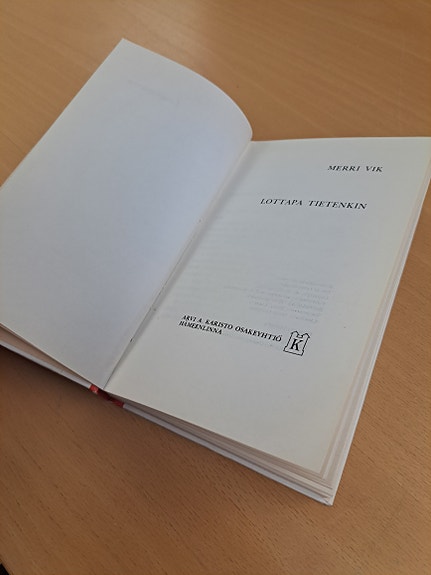 MERRI VIK
LOTTAPA TIETENKIN
ARVI A. KARISTO OSAKEYHTIÖ
HÄMEENLINNA
K